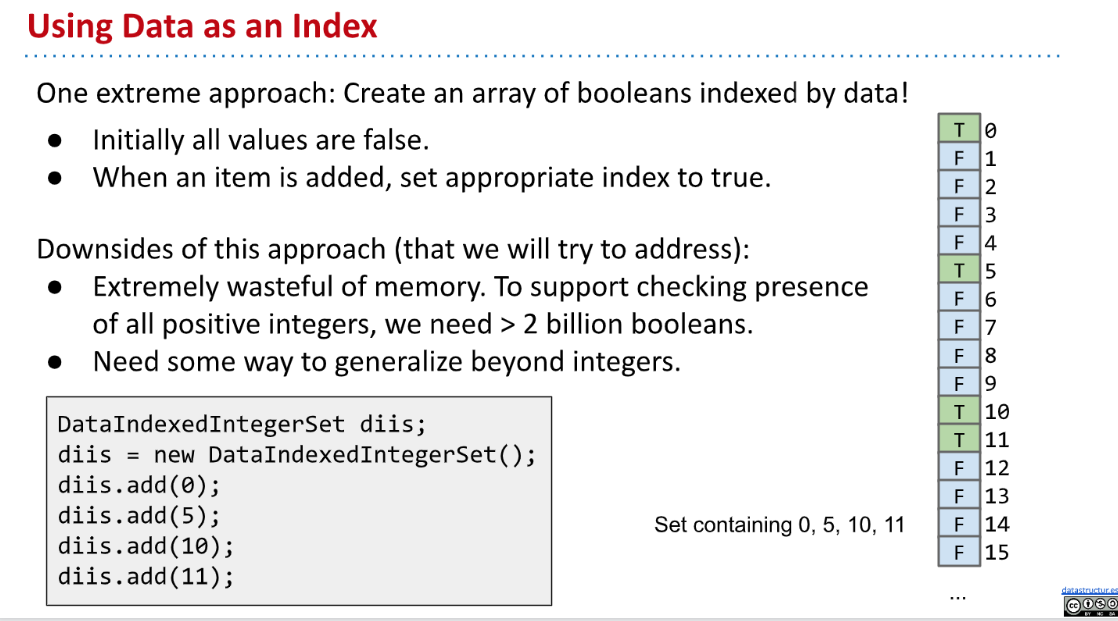 Using Data as an Index
One extreme approach: Create an array of booleans indexed by data!
● Initially all values are false.
● When an item is added, set appropriate index to true.
Downsides of this approach (that we will try to address):
● Extremely wasteful of memory. To support checking presence
of all positive integers, we need > 2 billion booleans.
● Need some way to generalize beyond integers.
DataIndexedIntegerSet diis;
diis = new DataIndexedIntegerSet();
diis.add(0);
diis.add(5);
diis.add(10);
diis.add(11);
Set containing 0, 5, 10, 11
T 0
F 1
F 2
F 3
F 4
T 5
F 6
F 7
F 8
F 9
T 10
T 11
F 12
F 13
F 14
F 15
...
datastructur.es
cc
BY NC SA